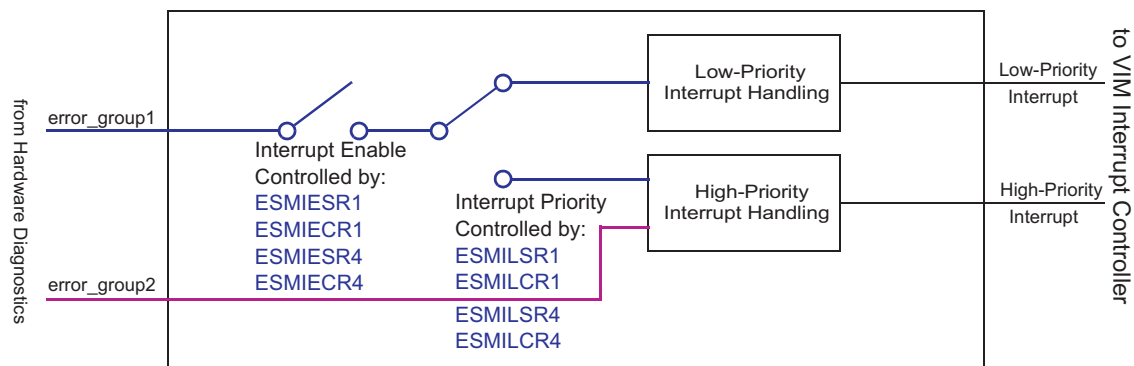 from Hardware Diagnostics
error_group1
error_group2
Interrupt Enable
Controlled by:
ESMIESR1
ESMIECR1
ESMIESR4
ESMIECR4
Interrupt Priority
Controlled by:
ESMILSR1
ESMILCR1
ESMILSR4
ESMILCR4
Low-Priority
Interrupt Handling
High-Priority
Interrupt Handling
Low-Priority
Interrupt
High-Priority
Interrupt
to VIM Interrupt Controller